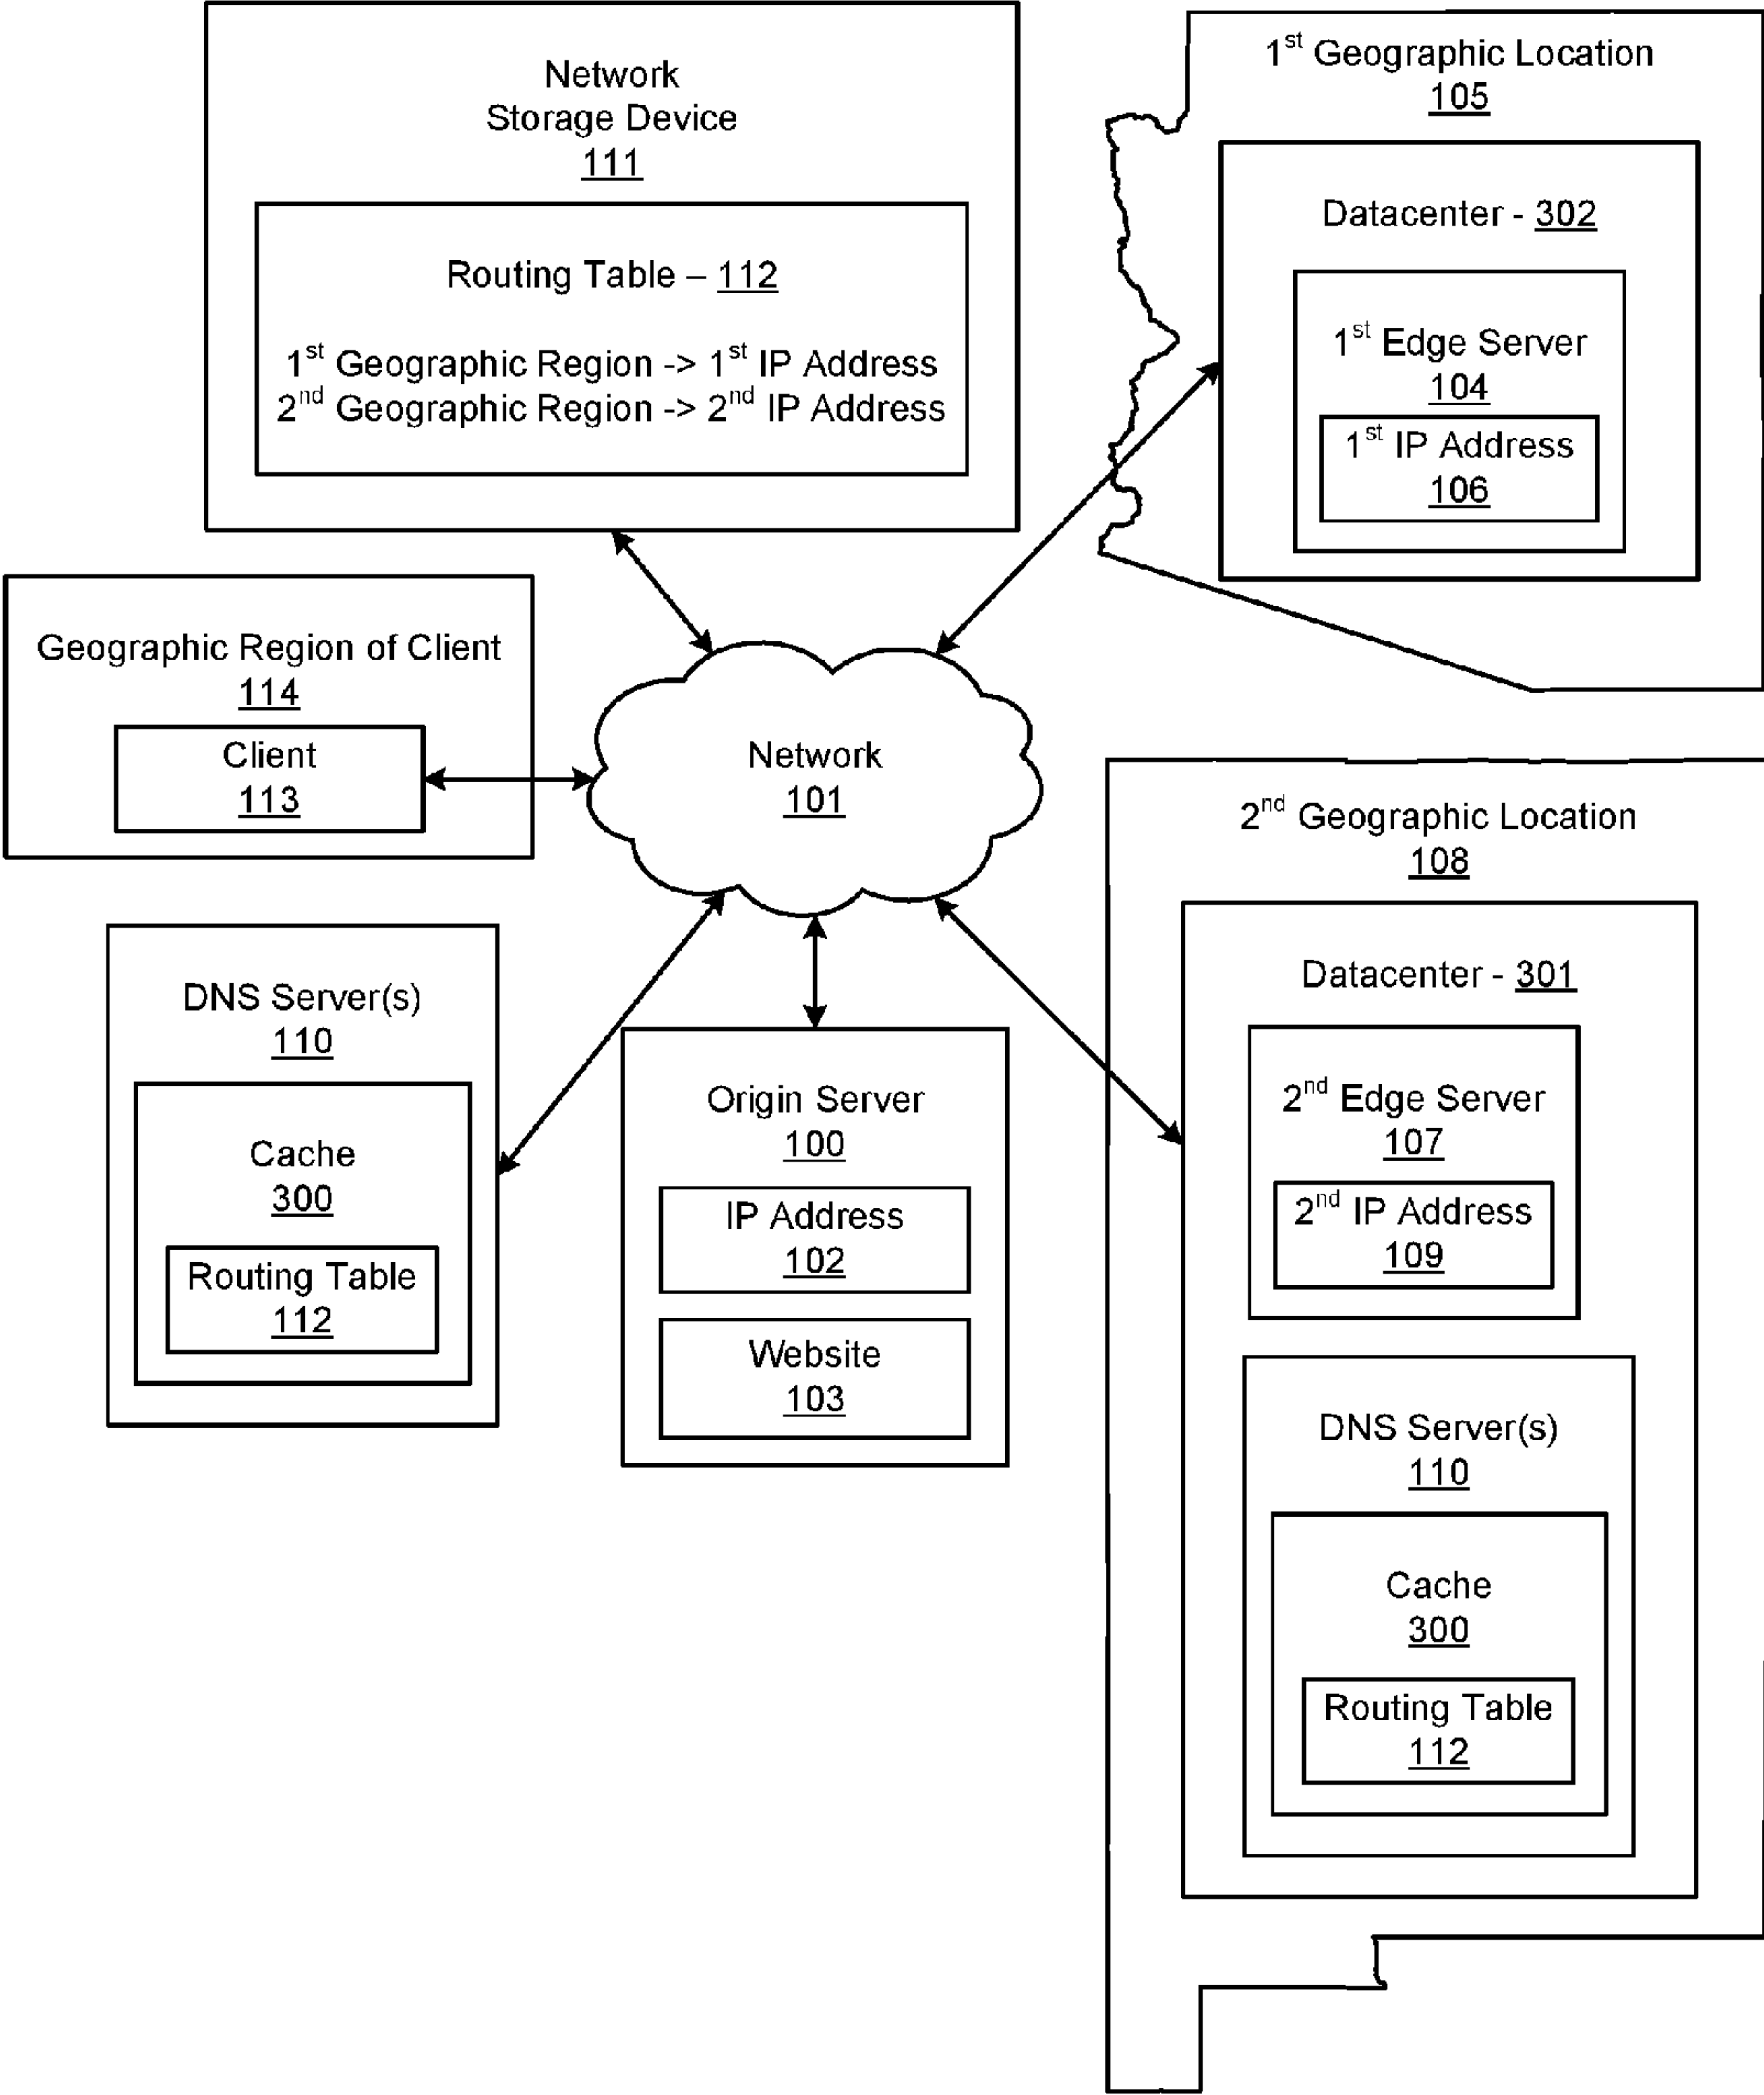 Network
Storage Device
111
Routing Table – 112
1st Geographic Region -> 1st IP Address
2nd Geographic Region -> 2nd IP Address
1st Geographic Location
105
Datacenter - 302
1st Edge Server
104
1st IP Address
106
Geographic Region of Client
114
Client
113
Network
101
2nd Geographic Location
108
Datacenter - 301
2nd Edge Server
107
2nd IP Address
109
DNS Server(s)
110
Cache
300
Routing Table
112
DNS Server(s)
110
Cache
300
Routing Table
112
Origin Server
100
IP Address
102
Website
103